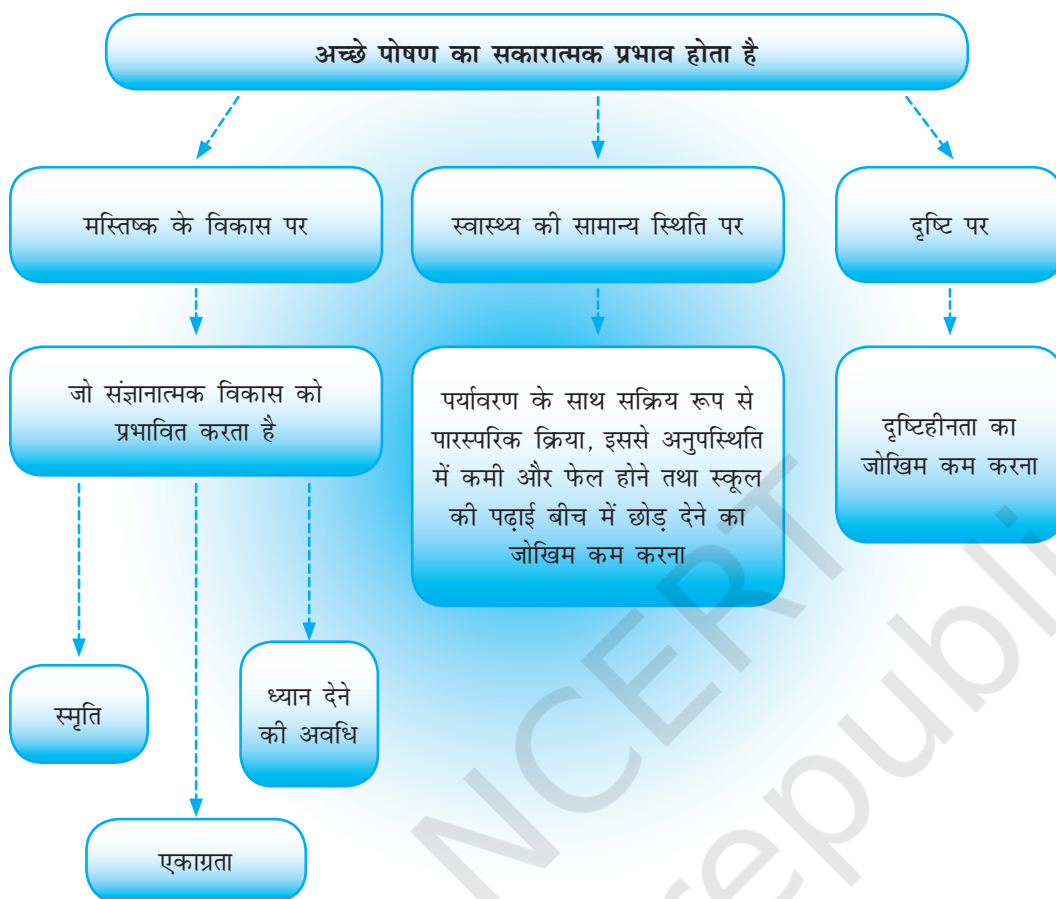 अच्छे पोषण का सकारात्मक प्रभाव होता है
मस्तिष्क के विकास पर
स्वास्थ्य की सामान्य स्थिति पर
दृष्टि पर
जो संज्ञानात्मक विकास को
प्रभावित करता है
पर्यावरण के साथ सक्रिय रूप से
पारस्परिक क्रिया, इससे अनुपस्थिति
में कमी और फेल होने तथा स्कूल
की पढ़ाई बीच में छोड़ देने का
जोखिम कम करना
दृष्टिहीनता का
जोखिम कम करना
स्मृति
ध्यान देने
की अवधि
एकाग्रता
NCERT
republi